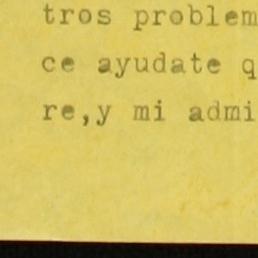 tros problem
ce ayudate q
re,y mi admi